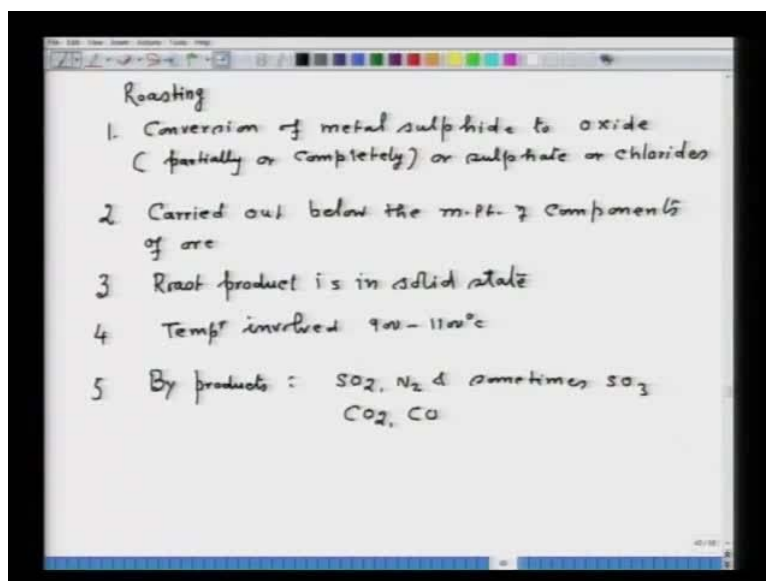 Roasting
1. Conversion of metal sulphide to oxide
( partially or completely) or sulphate or chlorides
2 Carried out below the m.pt. of components
of ore
3 Roast product is in solid state
4 Tempr involved 900 - 1100°c
5 By products : SO2, N2 & sometimes SO3
CO2, CO